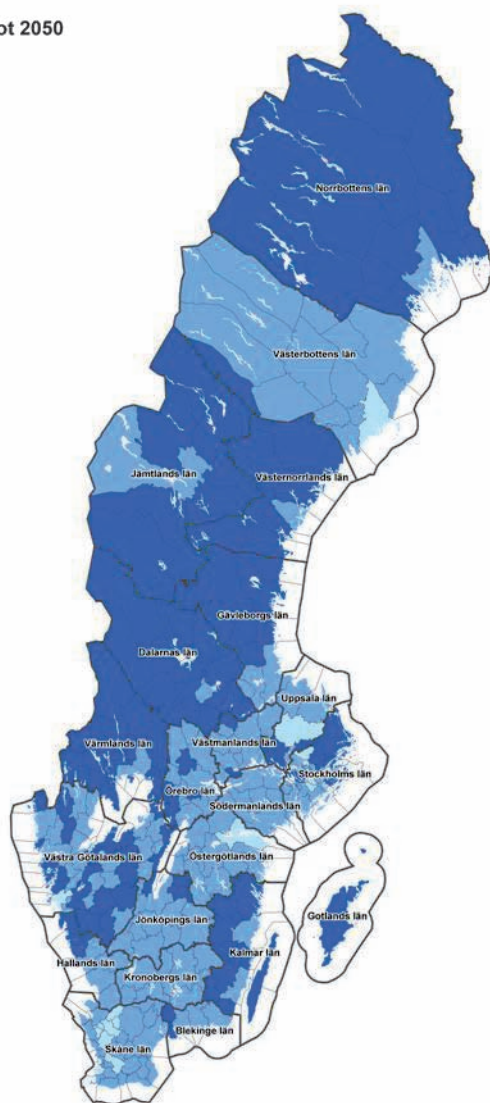 ot 2050
Norrbottens län
Västerbottens län
Jämtlands län
Västernorrlands län
Gävleborgs län
Dalarnas län
Uppsala län
Värmlands län
Västmanlands län
Stockholms län
Örebro län
Södermanlands län
Västra Götalands län
Östergötlands län
Jönköpings län
Gotlands län
Hallands län
Kalmar län
Kronobergs län
Blekinge län
Skåne län